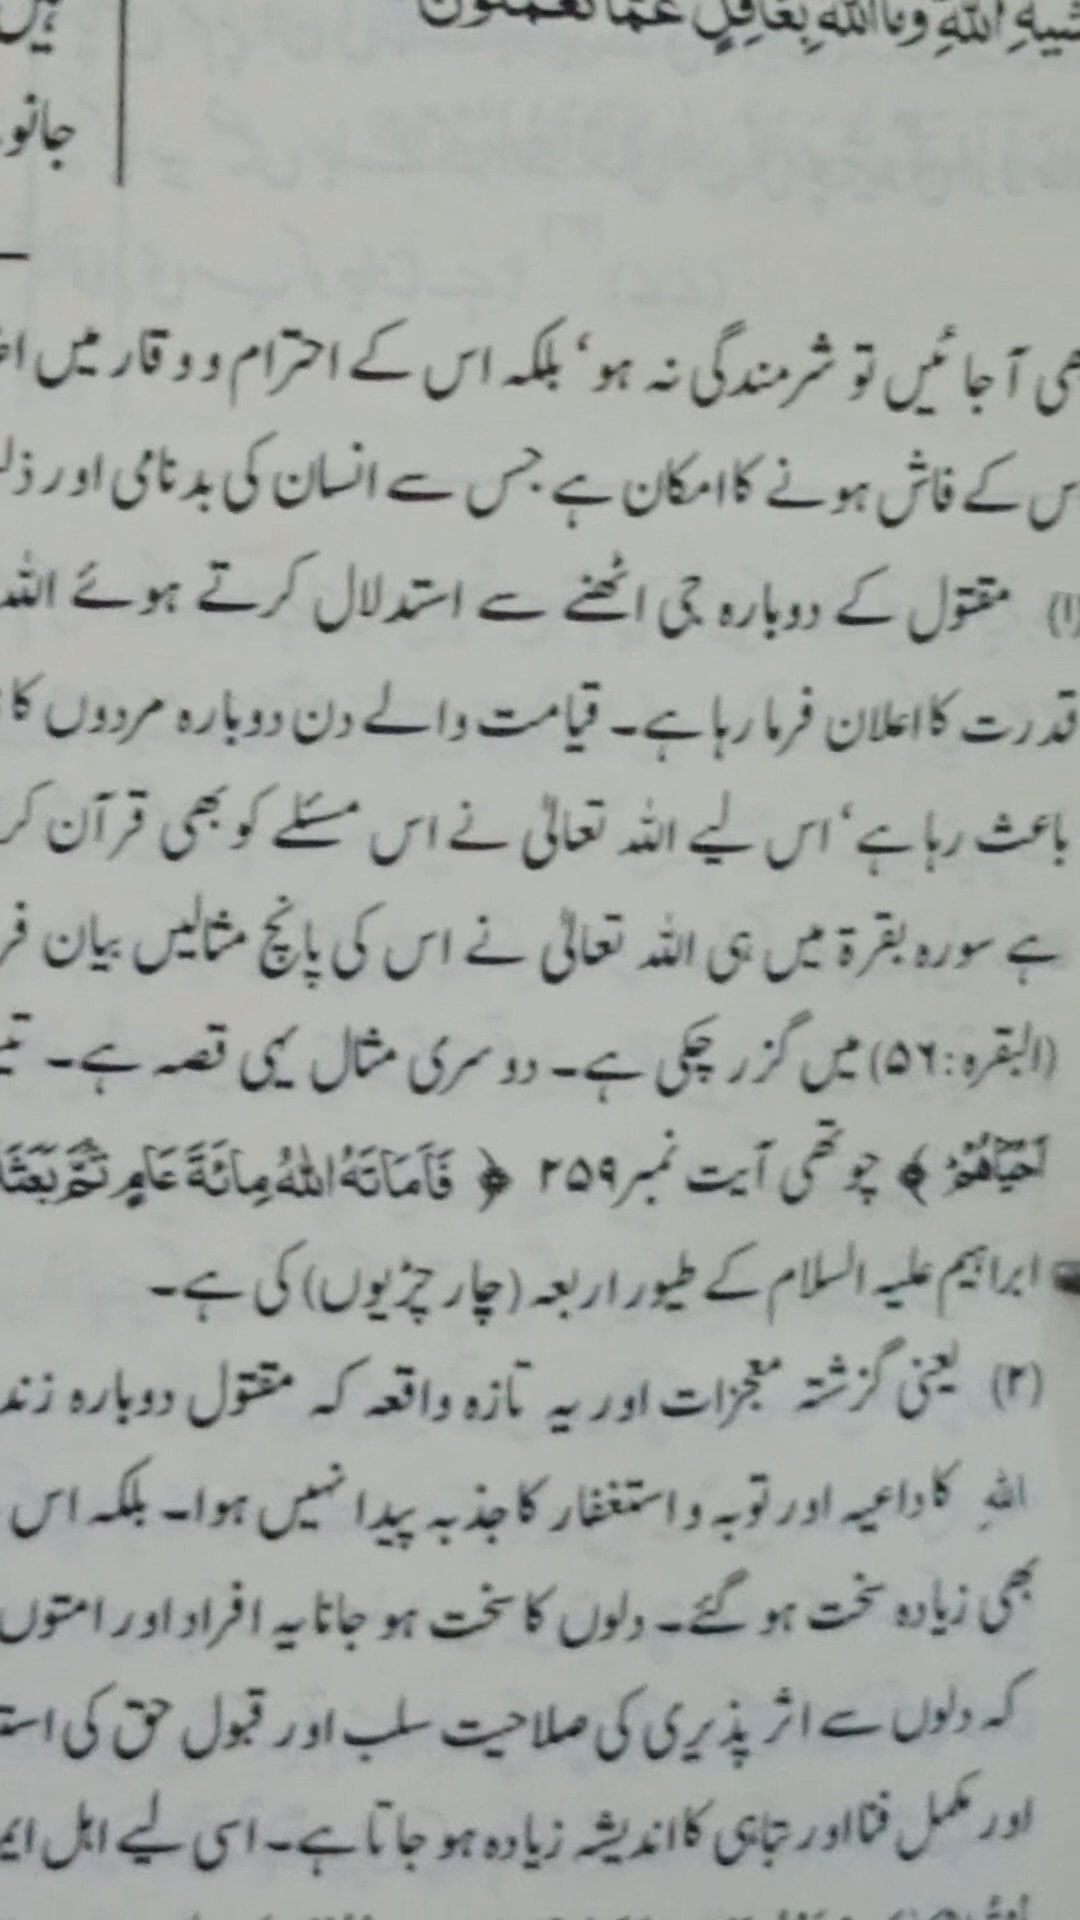 اللهِ وَمَا اللهُ بِغَافِلٍ عَمَّا تَعْمَلُونَ
ہیں
آ جائیں تو شرمندگی نہ ہو، بلکہ اس کے احترام و وقار میں
کے فاش ہونے کا امکان ہے جس سے انسان کی بدنامی اور
(۱) مقتول کے دوبارہ جی اٹھنے سے استدلال کرتے ہوئے اللہ
قدرت کا اعلان فرما رہا ہے۔ قیامت والے دن دوبارہ مردوں کا
باعث رہا ہے، اس لیے اللہ تعالیٰ نے اس مسئلے کو بھی قرآن
ہے سورہ بقرۃ میں ہی اللہ تعالیٰ نے اس کی پانچ مثالیں بیان
(البقرہ:۵۶) میں گزر چکی ہے۔ دوسری مثال یہی قصہ ہے۔
﴾ چوتھی آیت نمبر ۲۵۹ ﴿ فَأَمَاتَهُ اللهُ مِائَةَ عَامٍ ثُمَّ
ابراہیم علیہ السلام کے طیور اربعہ (چار چڑیوں) کی ہے۔
(۲) یعنی گزشتہ معجزات اور یہ تازہ واقعہ کہ مقتول دوبارہ
اللہِ کا داعیہ اور توبہ و استغفار کا جذبہ پیدا نہیں ہوا۔ بلکہ اس
بھی زیادہ سخت ہو گئے۔ دلوں کا سخت ہو جانا یہ افراد اور امتوں
کہ دلوں سے اثر پذیری کی صلاحیت سلب اور قبول حق کی
اور مکمل فنا اور تباہی کا اندیشہ زیادہ ہو جاتا ہے۔ اسی لیے اہل